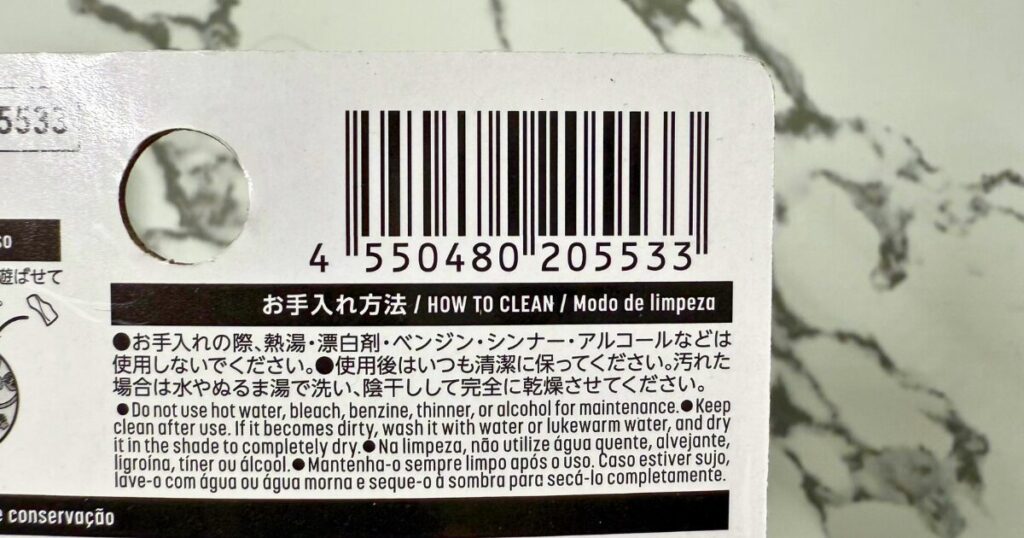 5533
so
遊ばせて
4 550480 205533
お手入れ方法 / HOW TO CLEAN / Modo de limpeza
●お手入れの際、熱湯・漂白剤・ベンジン・シンナー・アルコールなどは
使用しないでください。●使用後はいつも清潔に保ってください。汚れた
場合は水やぬるま湯で洗い、陰干しして完全に乾燥させてください。
●Do not use hot water, bleach, benzine, thinner, or alcohol for maintenance.●Keep
clean after use. If it becomes dirty, wash it with water or lukewarm water, and dry
it in the shade to completely dry.●Na limpeza, não utilize água quente, alvejante,
ligroína, tíner ou álcool.●Mantenha-o sempre limpo após o uso. Caso estiver sujo,
lave-o com água ou água morna e seque-o à sombra para secá-lo completamente.
e conservação